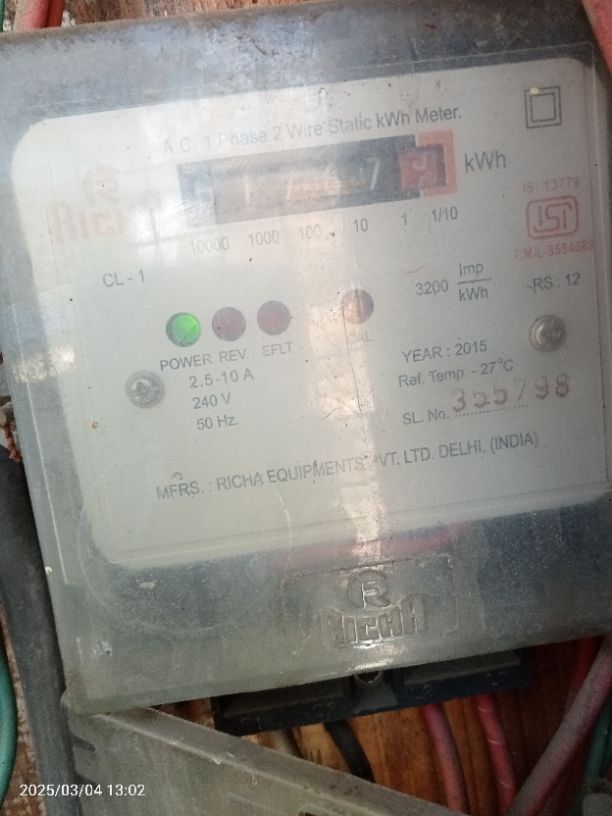 A.C. 1 Phase 2 Wire Static kWh Meter.
RICHA
kWh
10000 1000 100 10 1 1/10
IS: 13779
ISI
CL - 1
3200 Imp/kWh
RS. : 12
POWER REV. EFLT. CAL
2.5-10 A
240 V
50 Hz.
YEAR : 2015
Ref. Temp - 27°C
SL. No. 355798
MFRS. : RICHA EQUIPMENTS PVT. LTD. DELHI, (INDIA)
R
RICHA
2025/03/04 13:02